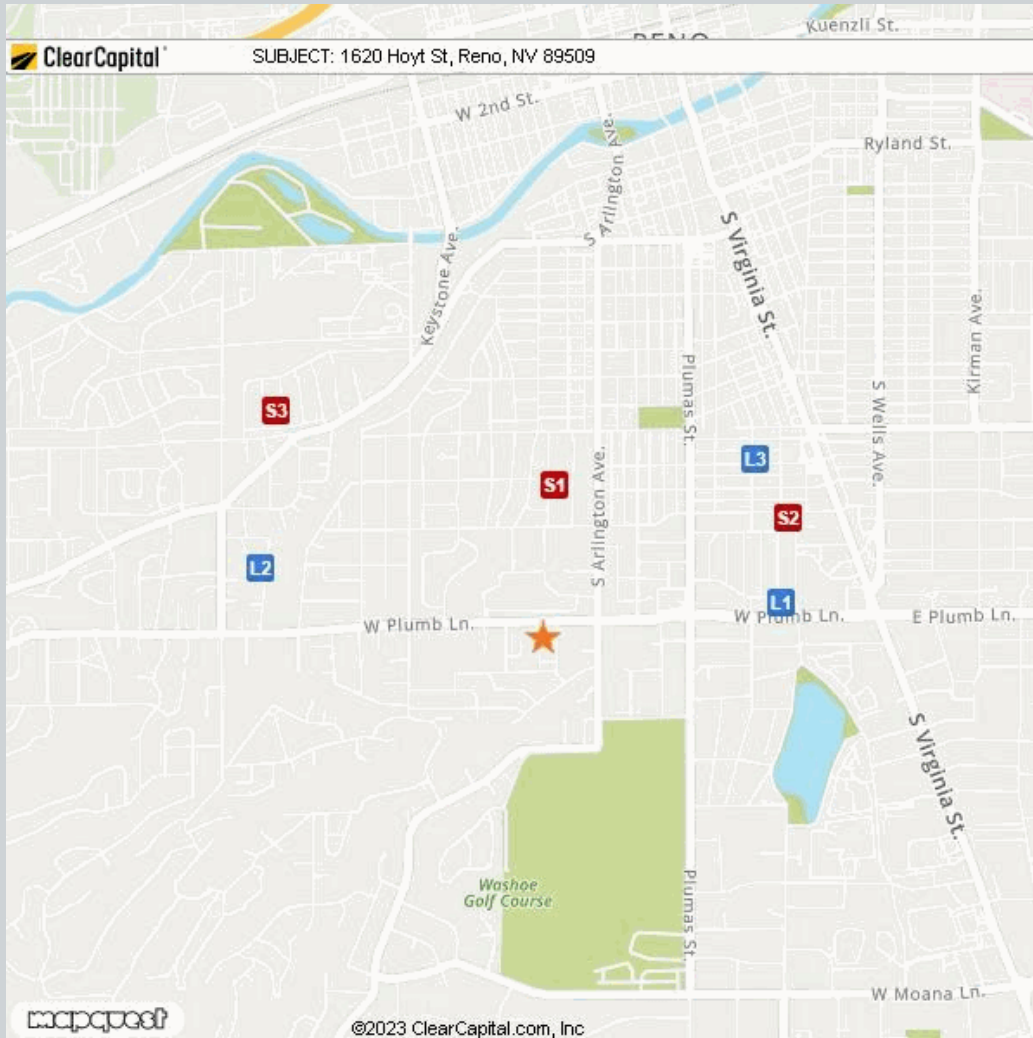 Kuenzli St.
RENO
ClearCapital
SUBJECT: 1620 Hoyt St, Reno, NV 89509
W 2nd St.
S Arlington Ave.
Ryland St.
Keystone Ave.
S Virginia St.
Kirman Ave.
Plumas St.
S Wells Ave.
S3
L3
S1
S2
S Arlington Ave.
L2
L1
W Plumb Ln.
W Plumb Ln.
E Plumb Ln.
S Virginia St.
Washoe
Golf Course
Plumas St.
W Moana Ln.
mapquest
©2023 ClearCapital.com, Inc